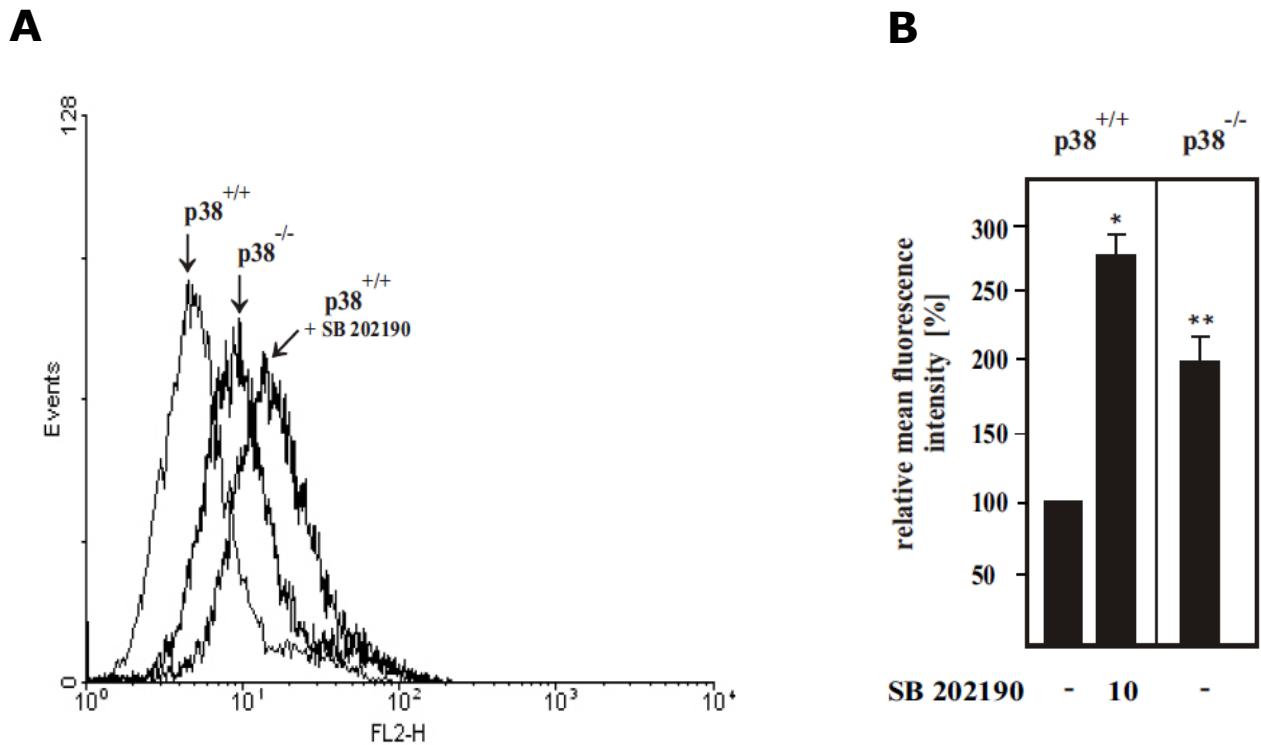 A
128
Events
0
p38 +/+
p38 -/-
p38 +/+
+ SB 202190
10⁰ 10¹ 10² 10³ 10⁴
FL2-H
B
p38 +/+ p38 -/-
relative mean fluorescence
intensity [%]
300
*
250
**
200
150
100
50
SB 202190 - 10 -